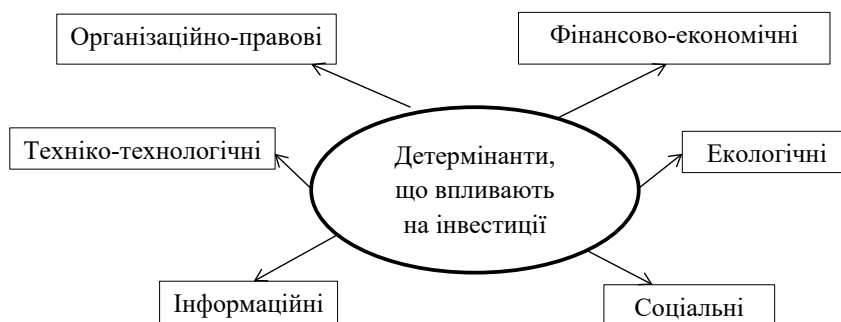 Організаційно-правові
Фінансово-економічні
Техніко-технологічні
Детермінанти,
що впливають
на інвестиції
Екологічні
Інформаційні
Соціальні